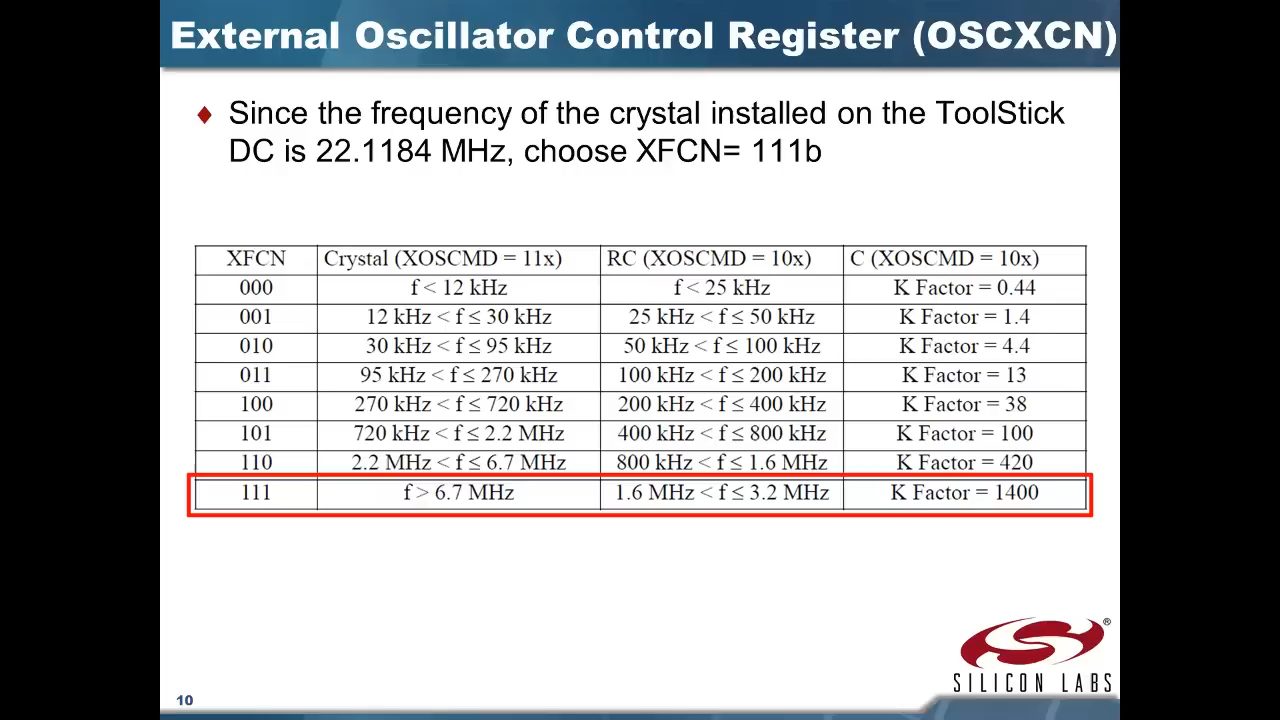 External Oscillator Control Register (OSCXCN)
♦ Since the frequency of the crystal installed on the ToolStick
DC is 22.1184 MHz, choose XFCN= 111b
XFCN Crystal (XOSCMD = 11x) RC (XOSCMD = 10x) C (XOSCMD = 10x)
000 f < 12 kHz f < 25 kHz K Factor = 0.44
001 12 kHz < f ≤ 30 kHz 25 kHz < f ≤ 50 kHz K Factor = 1.4
010 30 kHz < f ≤ 95 kHz 50 kHz < f ≤ 100 kHz K Factor = 4.4
011 95 kHz < f ≤ 270 kHz 100 kHz < f ≤ 200 kHz K Factor = 13
100 270 kHz < f ≤ 720 kHz 200 kHz < f ≤ 400 kHz K Factor = 38
101 720 kHz < f ≤ 2.2 MHz 400 kHz < f ≤ 800 kHz K Factor = 100
110 2.2 MHz < f ≤ 6.7 MHz 800 kHz < f ≤ 1.6 MHz K Factor = 420
111 f > 6.7 MHz 1.6 MHz < f ≤ 3.2 MHz K Factor = 1400
®
SILICON LABS
10